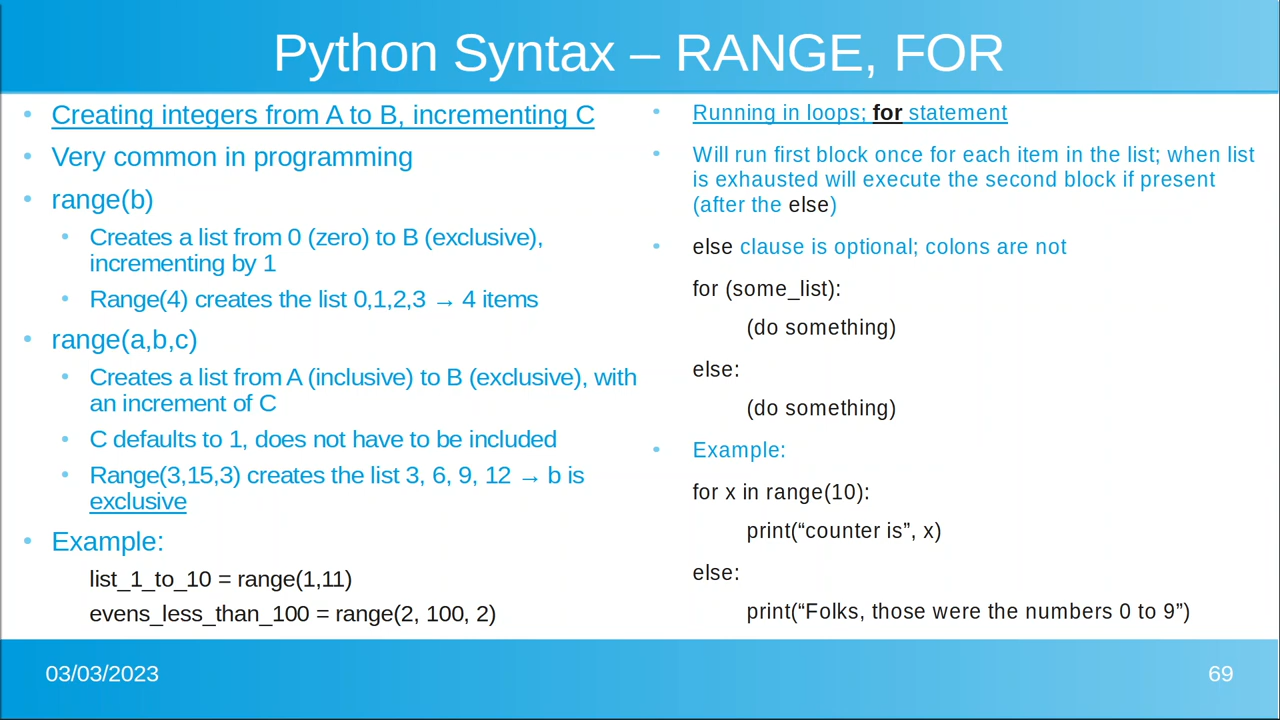 Python Syntax – RANGE, FOR
• Creating integers from A to B, incrementing C
• Very common in programming
• range(b)
• Creates a list from 0 (zero) to B (exclusive),
incrementing by 1
• Range(4) creates the list 0,1,2,3 → 4 items
• range(a,b,c)
• Creates a list from A (inclusive) to B (exclusive), with
an increment of C
• C defaults to 1, does not have to be included
• Range(3,15,3) creates the list 3, 6, 9, 12 → b is
exclusive
• Example:
list_1_to_10 = range(1,11)
evens_less_than_100 = range(2, 100, 2)
• Running in loops; for statement
• Will run first block once for each item in the list; when list
is exhausted will execute the second block if present
(after the else)
• else clause is optional; colons are not
for (some_list):
(do something)
else:
(do something)
• Example:
for x in range(10):
print(“counter is”, x)
else:
print(“Folks, those were the numbers 0 to 9”)
03/03/2023
69